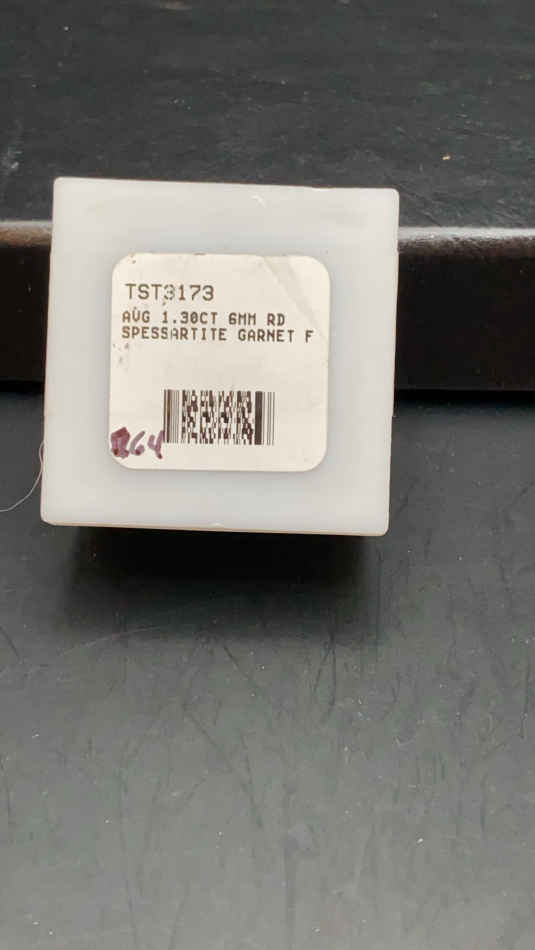 TST3173
AVG 1.30CT 6MM RD
SPESSARTITE GARNET F